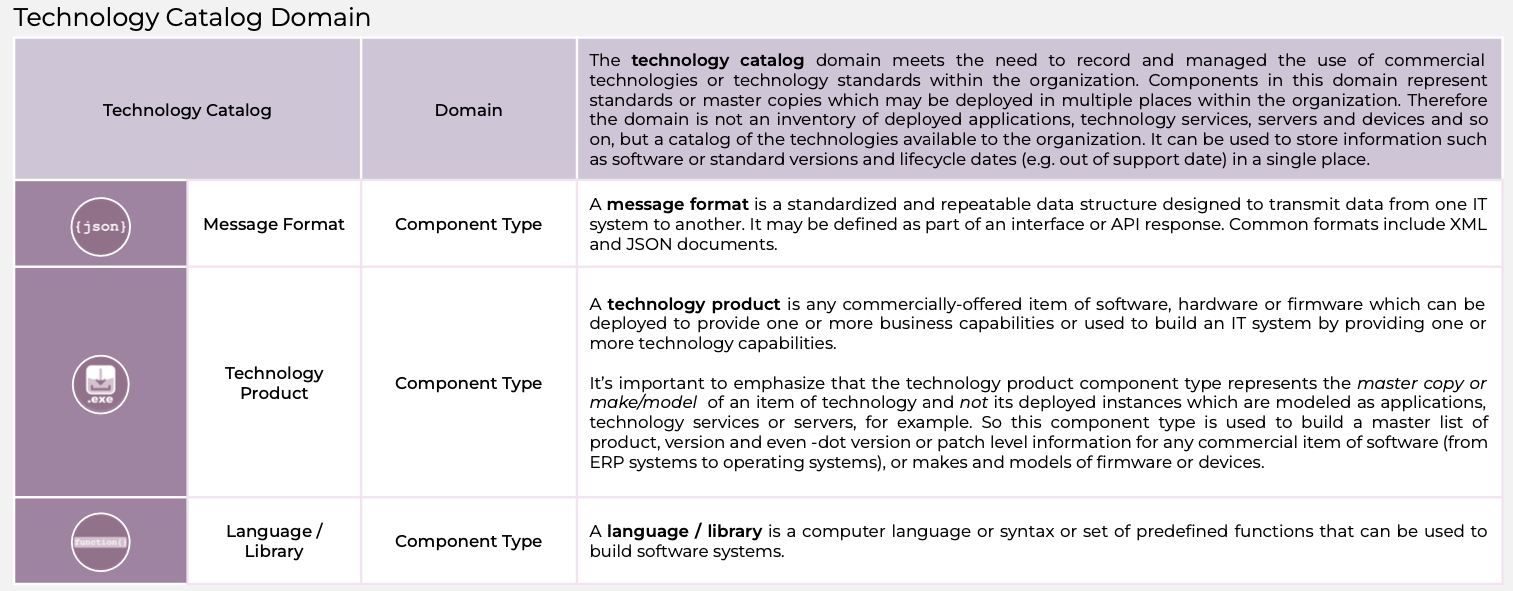 Technology Catalog Domain
Technology Catalog
Domain
The technology catalog domain meets the need to record and managed the use of commercial
technologies or technology standards within the organization. Components in this domain represent
standards or master copies which may be deployed in multiple places within the organization. Therefore
the domain is not an inventory of deployed applications, technology services, servers and devices and so
on, but a catalog of the technologies available to the organization. It can be used to store information such
as software or standard versions and lifecycle dates (e.g. out of support date) in a single place.
{json}
Message Format
Component Type
A message format is a standardized and repeatable data structure designed to transmit data from one IT
system to another. It may be defined as part of an interface or API response. Common formats include XML
and JSON documents.
.exe
Technology
Product
Component Type
A technology product is any commercially-offered item of software, hardware or firmware which can be
deployed to provide one or more business capabilities or used to build an IT system by providing one or
more technology capabilities.
It's important to emphasize that the technology product component type represents the master copy or
make/model of an item of technology and not its deployed instances which are modeled as applications,
technology services or servers, for example. So this component type is used to build a master list of
product, version and even -dot version or patch level information for any commercial item of software (from
ERP systems to operating systems), or makes and models of firmware or devices.
function()
Language /
Library
Component Type
A language / library is a computer language or syntax or set of predefined functions that can be used to
build software systems.